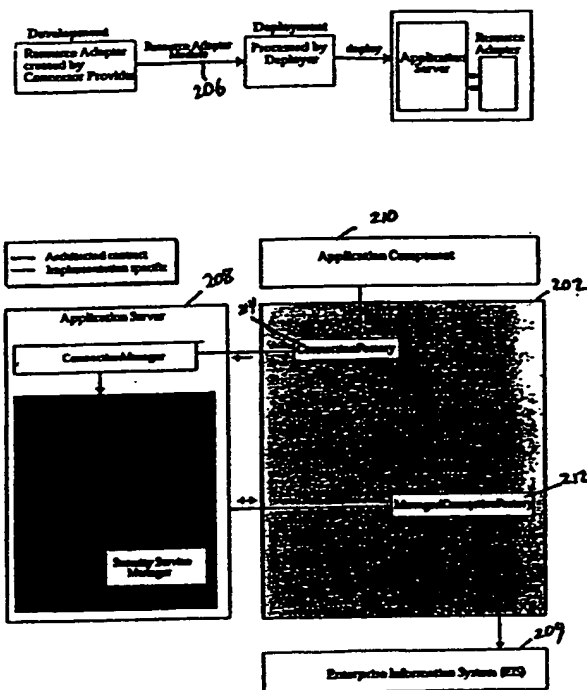 Development
Resource Adapter
created by
Connector Provider
Resource Adapter
Module
206
Deployment
Processed by
Deployer
deploy
Application
Server
Resource
Adapter
Architected contract
Implementation specific
210
Application Component
208
Application Server
ConnectionManager
202
ConnectionFactory
212
Security Service
Manager
209
Enterprise Information System (EIS)